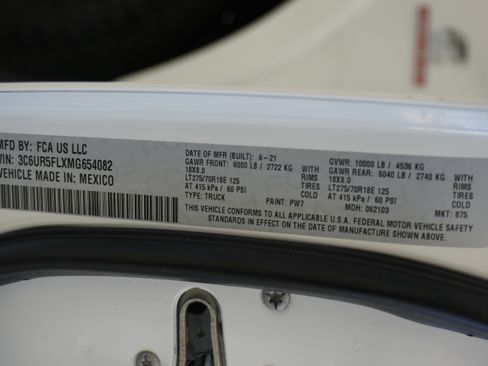 MFD BY: FCA US LLC
VIN: 3C6UR5FLXMG654082
VEHICLE MADE IN: MEXICO
DATE OF MFR (BUILT): 6-21
GVWR: 10000 LB / 4536 KG
GAWR FRONT: 6000 LB / 2722 KG WITH
18X8.0 RIMS
LT275/70R18E 125 TIRES
AT 415 kPa / 60 PSI COLD
GAWR REAR: 6040 LB / 2740 KG WITH
18X8.0 RIMS
LT275/70R18E 125 TIRES
AT 415 kPa / 60 PSI COLD
TYPE: TRUCK PAINT: PW7 MDH: 062103 MKT: 875
THIS VEHICLE CONFORMS TO ALL APPLICABLE U.S.A. FEDERAL MOTOR VEHICLE SAFETY
STANDARDS IN EFFECT ON THE DATE OF MANUFACTURE SHOWN ABOVE.